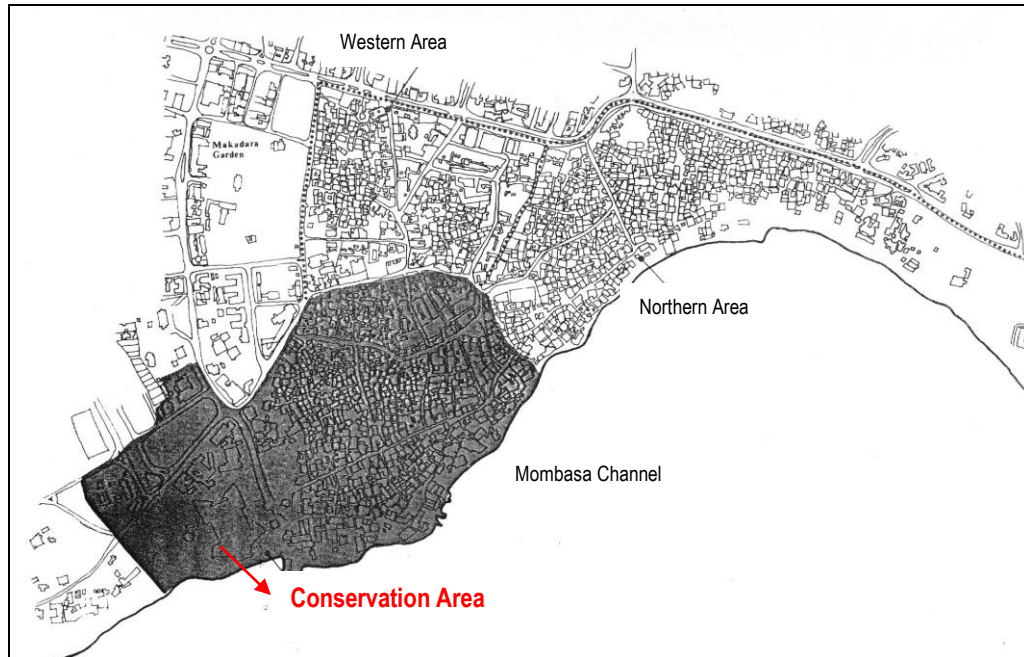 Western Area
Makadara
Garden
Northern Area
Mombasa Channel
Conservation Area